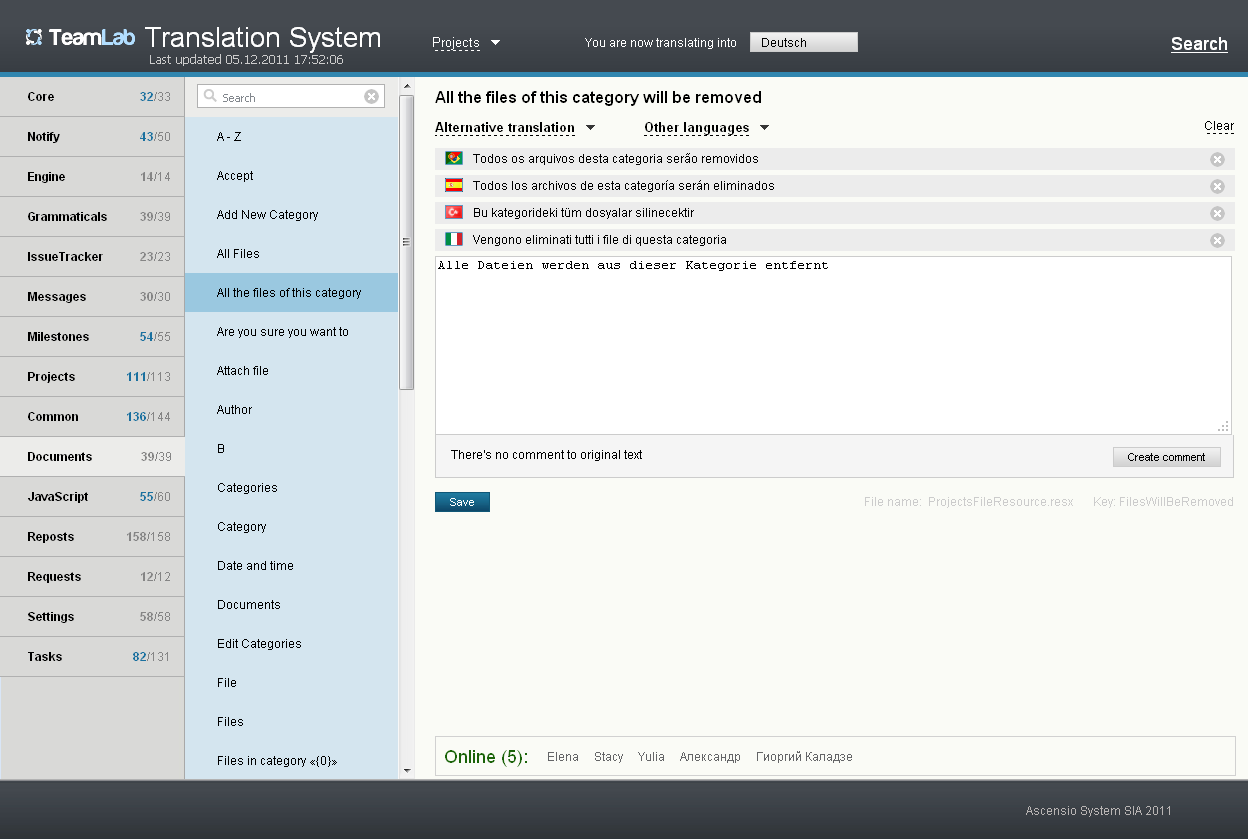 TeamLab Translation System
Last updated 05.12.2011 17:52:06
Projects
You are now translating into
Deutsch
Search
Core 32/33
Notify 43/50
Engine 14/14
Grammaticals 39/39
IssueTracker 23/23
Messages 30/30
Milestones 54/55
Projects 111/113
Common 136/144
Documents 39/39
JavaScript 55/60
Reposts 158/158
Requests 12/12
Settings 58/58
Tasks 82/131
Search
A - Z
Accept
Add New Category
All Files
All the files of this category
Are you sure you want to
Attach file
Author
B
Categories
Category
Date and time
Documents
Edit Categories
File
Files
Files in category «{0}»
All the files of this category will be removed
Alternative translation
Other languages
Clear
Todos os arquivos desta categoria serão removidos
Todos los archivos de esta categoría serán eliminados
Bu kategorideki tüm dosyalar silinecektir
Vengono eliminati tutti i file di questa categoria
Alle Dateien werden aus dieser Kategorie entfernt
There's no comment to original text
Create comment
Save
File name: ProjectsFileResource.resx
Key: FilesWillBeRemoved
Online (5): Elena Stacy Yulia Александр Гиоргий Каладзе
Ascensio System SIA 2011